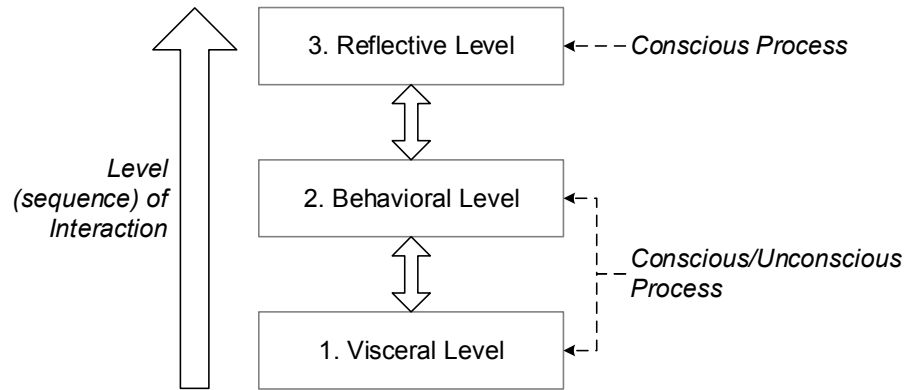 3. Reflective Level
Conscious Process
Level
(sequence) of
Interaction
2. Behavioral Level
Conscious/Unconscious
Process
1. Visceral Level